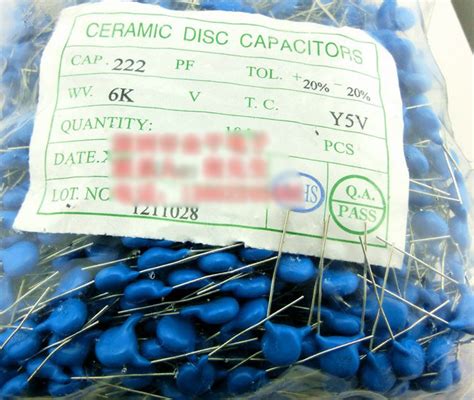 CERAMIC DISC CAPACITORS
CAP. 222 PF TOL. +20% -20%
WV. 6K V T. C. Y5V
QUANTITY: PCS
DATE.
LOT. NO 1211028
Q.A.
PASS